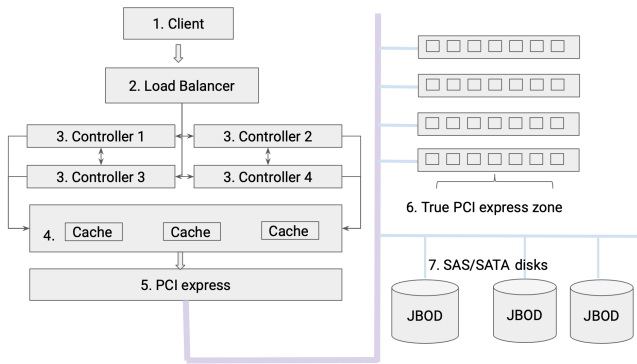 1. Client
2. Load Balancer
3. Controller 1
3. Controller 2
3. Controller 3
3. Controller 4
4.
Cache
Cache
Cache
5. PCI express
6. True PCI express zone
7. SAS/SATA disks
JBOD
JBOD
JBOD